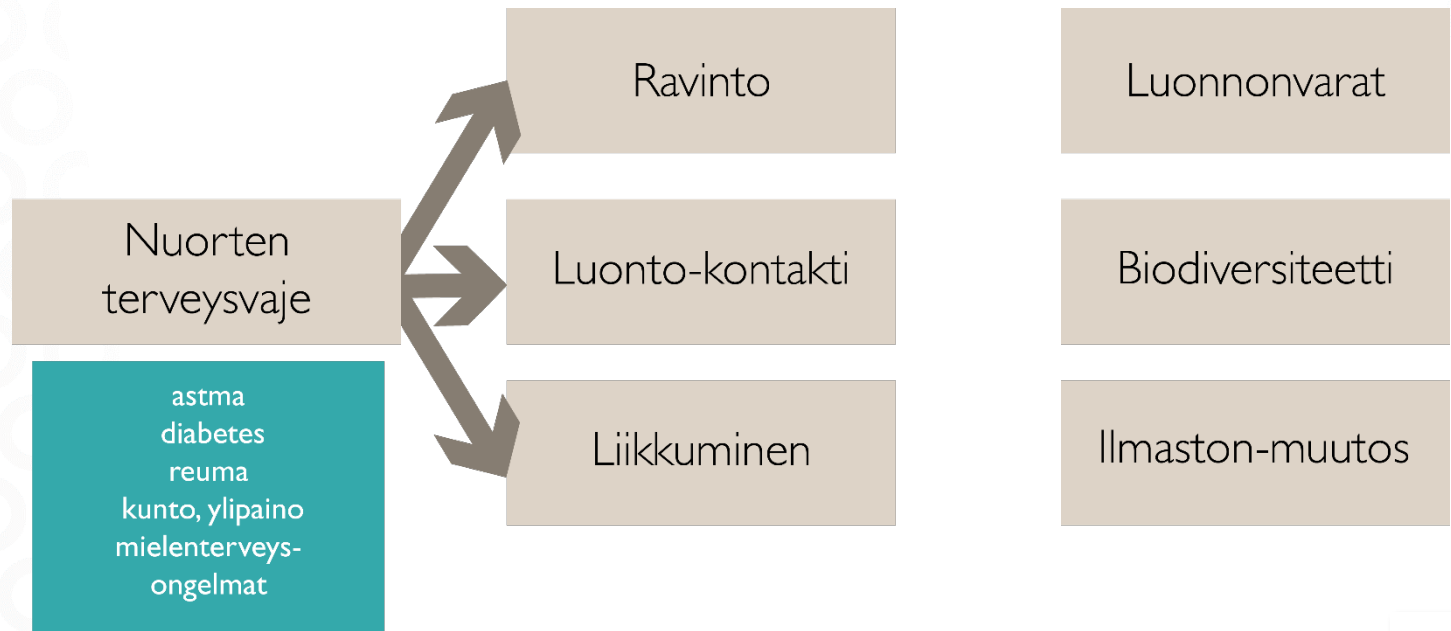 Nuorten
terveysvaje
astma
diabetes
reuma
kunto, ylipaino
mielenterveys-
ongelmat
Ravinto
Luonto-kontakti
Liikkuminen
Luonnonvarat
Biodiversiteetti
Ilmaston-muutos